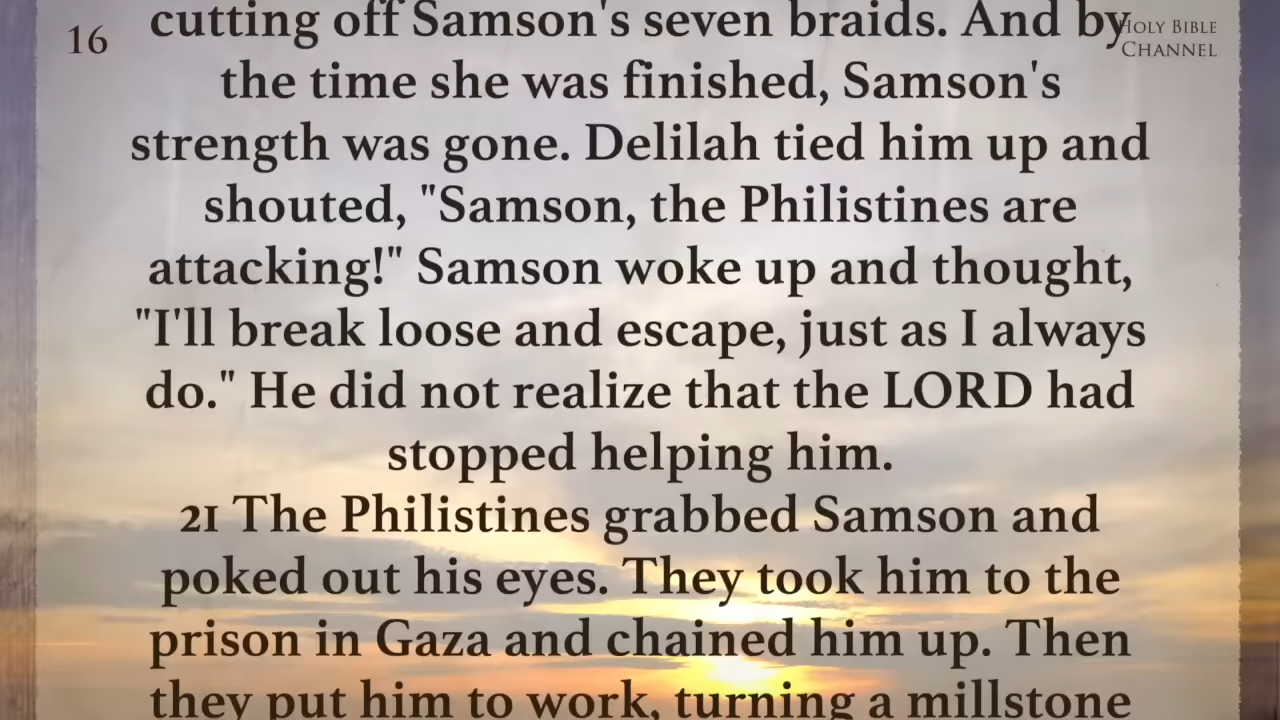 16
HOLY BIBLE
CHANNEL
cutting off Samson's seven braids. And by
the time she was finished, Samson's
strength was gone. Delilah tied him up and
shouted, "Samson, the Philistines are
attacking!" Samson woke up and thought,
"I'll break loose and escape, just as I always
do." He did not realize that the LORD had
stopped helping him.
21 The Philistines grabbed Samson and
poked out his eyes. They took him to the
prison in Gaza and chained him up. Then
they put him to work, turning a millstone